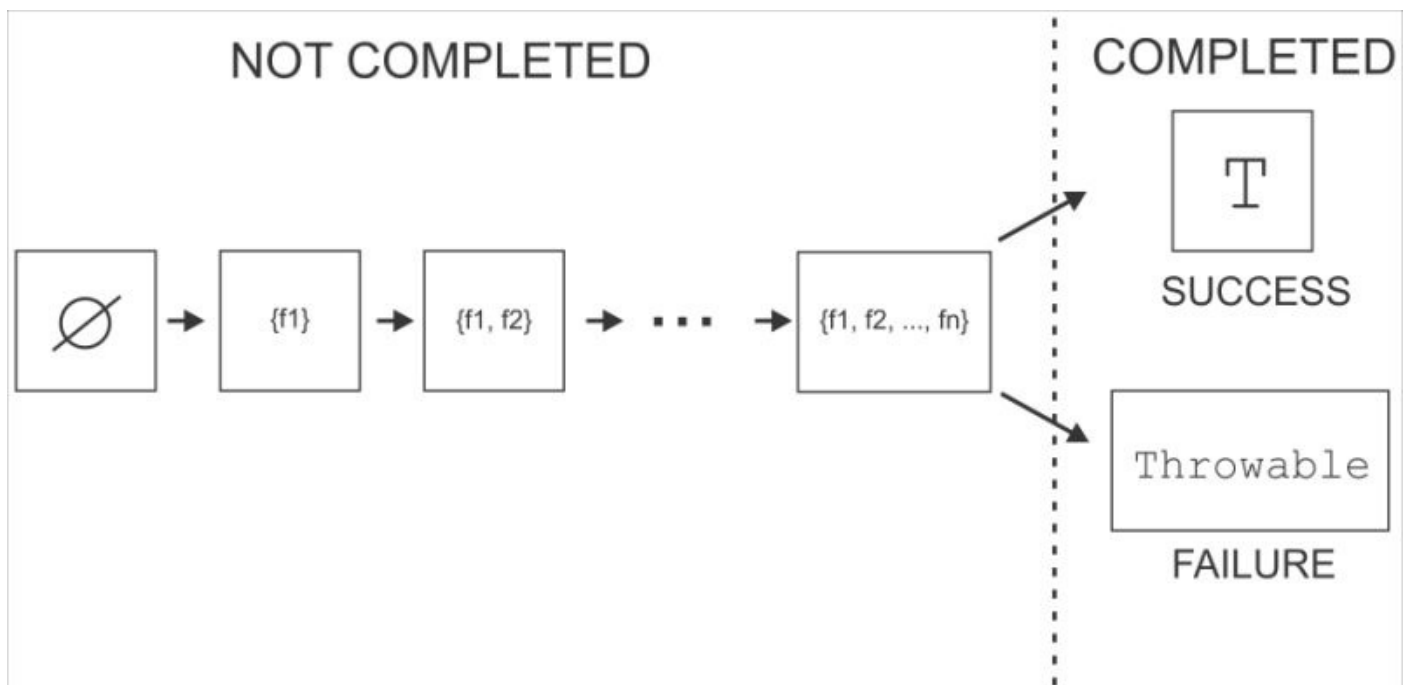 NOT COMPLETED
COMPLETED
T
SUCCESS
∅
{f1}
{f1, f2}
...
{f1, f2, ..., fn}
Throwable
FAILURE